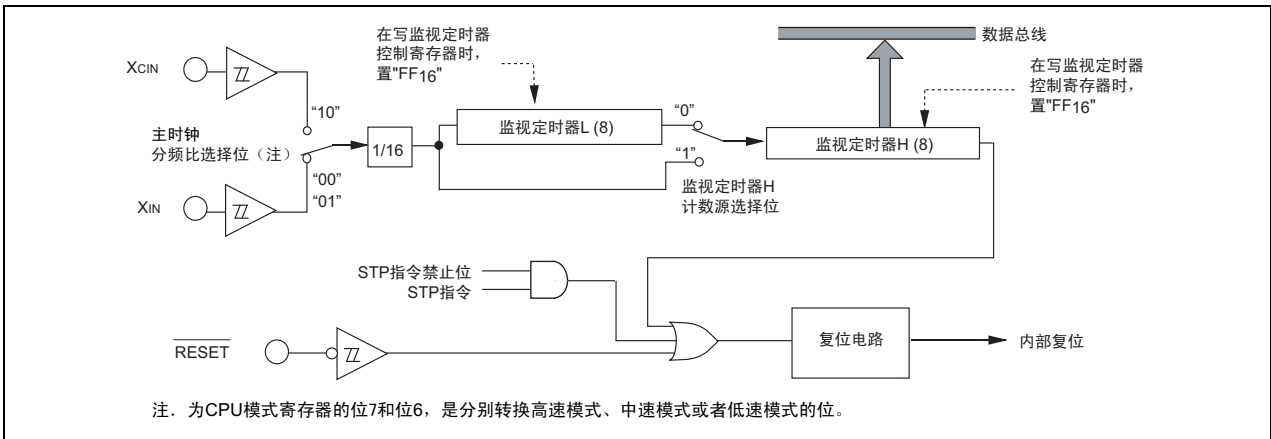 在写监视定时器
控制寄存器时，
置"FF16"
数据总线
在写监视定时器
控制寄存器时，
置"FF16"
XCIN
“10”
主时钟
分频比选择位（注）
1/16
监视定时器L (8)
“0”
“1”
监视定时器H (8)
监视定时器H
计数源选择位
“00”
“01”
XIN
STP指令禁止位
STP指令
RESET
复位电路
内部复位
注．为CPU模式寄存器的位7和位6，是分别转换高速模式、中速模式或者低速模式的位。